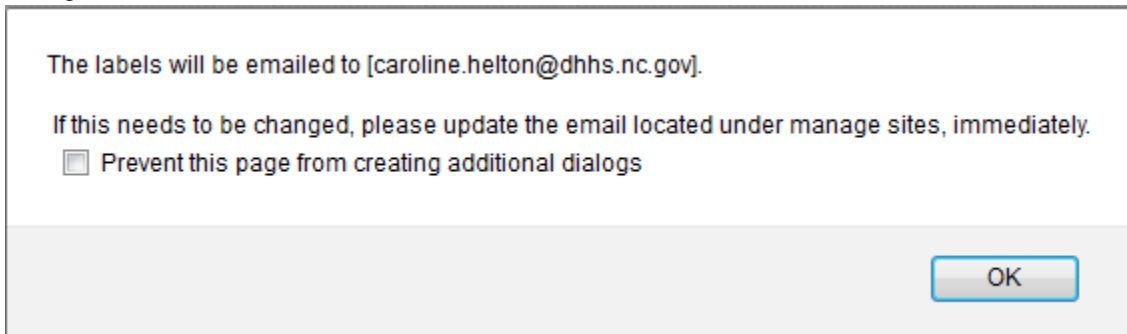 The labels will be emailed to [caroline.helton@dhhs.nc.gov].
If this needs to be changed, please update the email located under manage sites, immediately.
Prevent this page from creating additional dialogs
OK